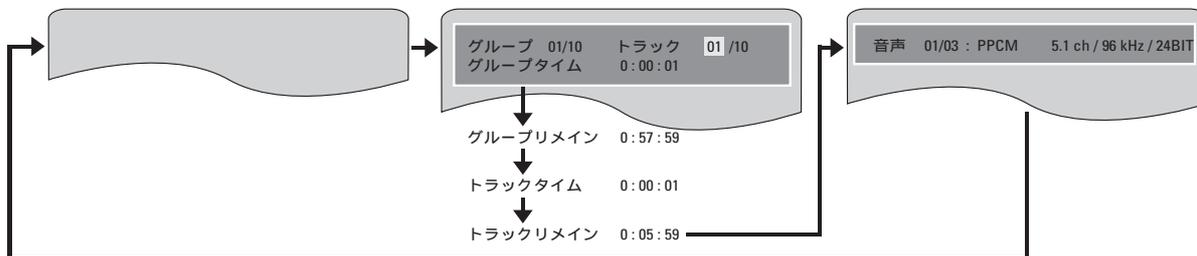 グループ 01/10 トラック 01 /10
グループタイム 0 : 00 : 01
グループリメイン 0 : 57 : 59
トラックタイム 0 : 00 : 01
トラックリメイン 0 : 05 : 59
音声 01/03 : PPCM 5.1 ch / 96 kHz / 24BIT